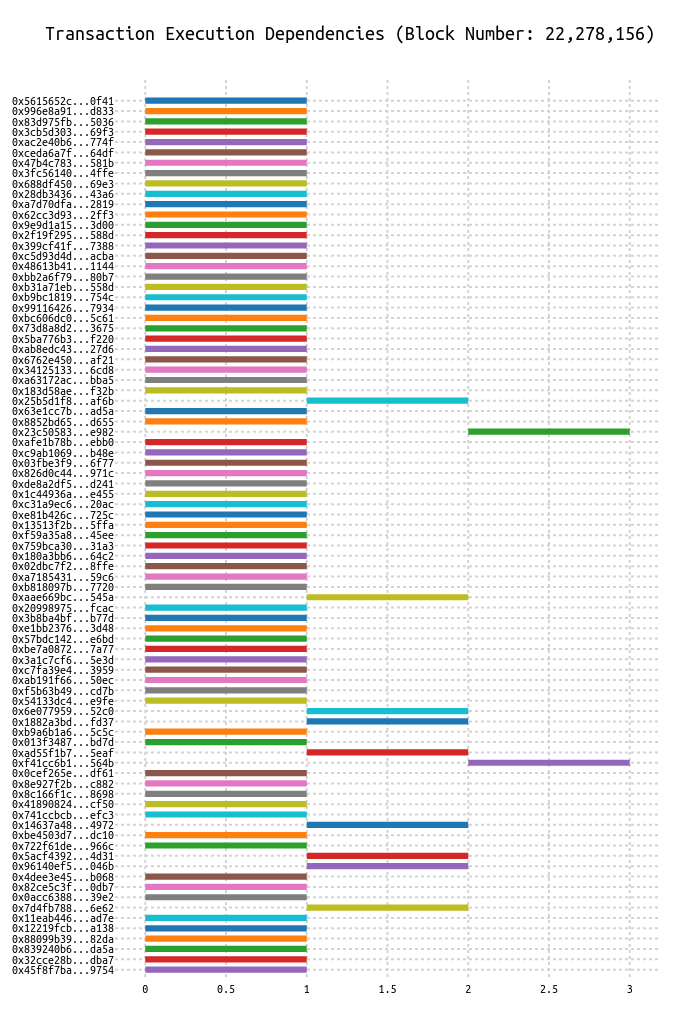 Transaction Execution Dependencies (Block Number: 22,278,156)
0x5615652c...0f41
0x996e8a91...d833
0x83d975fb...5036
0x3cb5d303...69f3
0xac2e40b6...774f
0xceda6a7f...64df
0x47b4c783...581b
0x3fc56140...4ffe
0x688df450...69e3
0x28db3436...43a6
0xa7d70dfa...2819
0x62cc3d93...2ff3
0x9e9d1a15...3d00
0x2f19f295...588d
0x399cf41f...7388
0xc5d93d4d...acba
0x48613b41...1144
0xbb2a6f79...80b7
0xb31a71eb...558d
0xb9bc1819...754c
0x99116426...7934
0xbc606dc0...5c61
0x73d8a8d2...3675
0x5ba776b3...f220
0xab8edc43...27d6
0x6762e450...af21
0x34125133...6cd8
0xa63172ac...bba5
0x183d58ae...f32b
0x25b5d1f8...af6b
0x63e1cc7b...ad5a
0x8852bd65...d655
0x23c50583...e982
0xafe1b78b...ebb0
0xc9ab1069...b48e
0x03fbe3f9...6f77
0x826d0c44...971c
0xde8a2df5...d241
0x1c44936a...e455
0xc31a9ec6...20ac
0xe81b426c...725c
0x13513f2b...5ffa
0xf59a35a8...45ee
0x759bca30...31a3
0x180a3bb6...64c2
0x02dbc7f2...8ffe
0xa7185431...59c6
0xb818097b...7720
0xaae669bc...545a
0x20998975...fcac
0x3b8ba4bf...b77d
0xe1bb2376...3d48
0x57bdc142...e6bd
0xbe7a0872...7a77
0x3a1c7cf6...5e3d
0xc7fa39e4...3959
0xab191f66...50ec
0xf5b63b49...cd7b
0x54133dc4...e9fe
0x6e077959...52c0
0x1882a3bd...fd37
0xb9a6b1a6...5c5c
0x013f3487...bd7d
0xad55f1b7...5eaf
0xf41cc6b1...564b
0x0cef265e...df61
0x8e927f2b...c882
0x8c166f1c...8698
0x41890824...cf50
0x741ccbcb...efc3
0x14637a48...4972
0xbe4503d7...dc10
0x722f61de...966c
0x5acf4392...4d31
0x96140ef5...046b
0x4dee3e45...b068
0x82ce5c3f...0db7
0x0acc6388...39e2
0x7d4fb788...6e62
0x11eab446...ad7e
0x12219fcb...a138
0x88099b39...82da
0x839240b6...da5a
0x32cce28b...dba7
0x45f8f7ba...9754
0 0.5 1 1.5 2 2.5 3